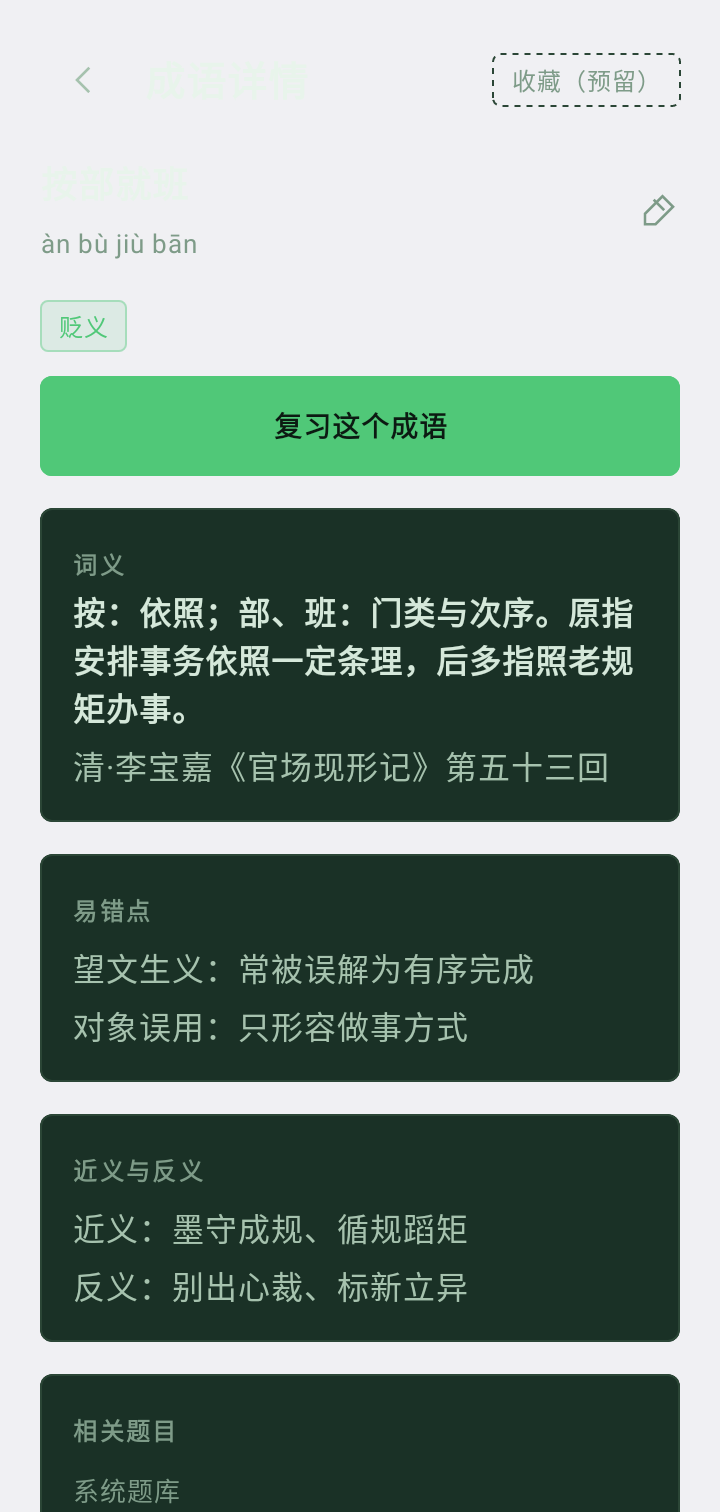 收藏（预留）
àn bù jiù bān
贬义
复习这个成语
词义
按：依照；部、班：门类与次序。原指
安排事务依照一定条理，后多指照老规
矩办事。
清·李宝嘉《官场现形记》第五十三回
易错点
望文生义：常被误解为有序完成
对象误用：只形容做事方式
近义与反义
近义：墨守成规、循规蹈矩
反义：别出心裁、标新立异
相关题目
系统题库